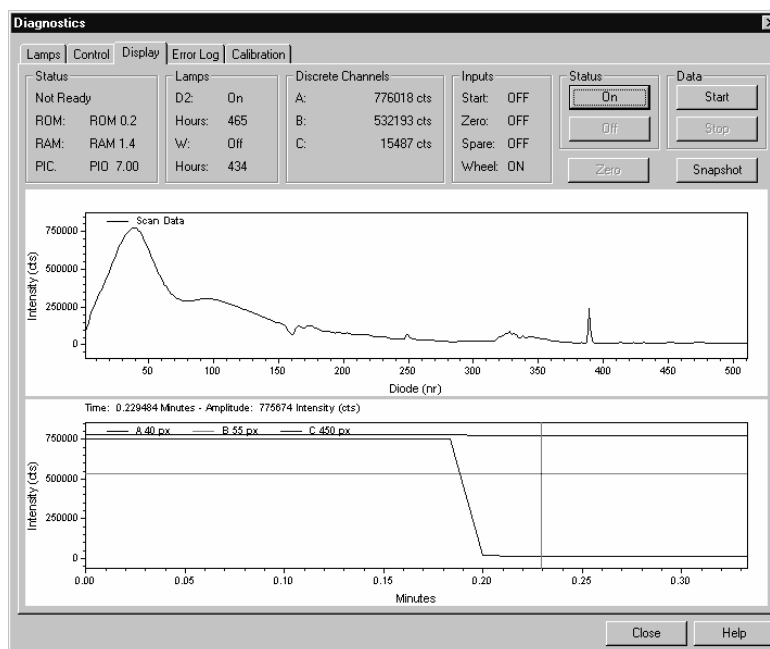 Diagnostics
Lamps Control Display Error Log Calibration
Status
Not Ready
ROM: ROM 0.2
RAM: RAM 1.4
PIC. PIO 7.00
Lamps
D2: On
Hours: 465
W: Off
Hours: 434
Discrete Channels
A: 776018 cts
B: 532193 cts
C: 15487 cts
Inputs
Start: OFF
Zero: OFF
Spare: OFF
Wheel: ON
Status
On
Off
Zero
Data
Start
Stop
Snapshot
Scan Data
Intensity (cts)
750000
500000
250000
0
50 100 150 200 250 300 350 400 450 500
Diode (nr)
Time: 0.229484 Minutes - Amplitude: 775674 Intensity (cts)
A 40 px B 55 px C 450 px
Intensity (cts)
750000
500000
250000
0
0.00 0.05 0.10 0.15 0.20 0.25 0.30
Minutes
Close Help